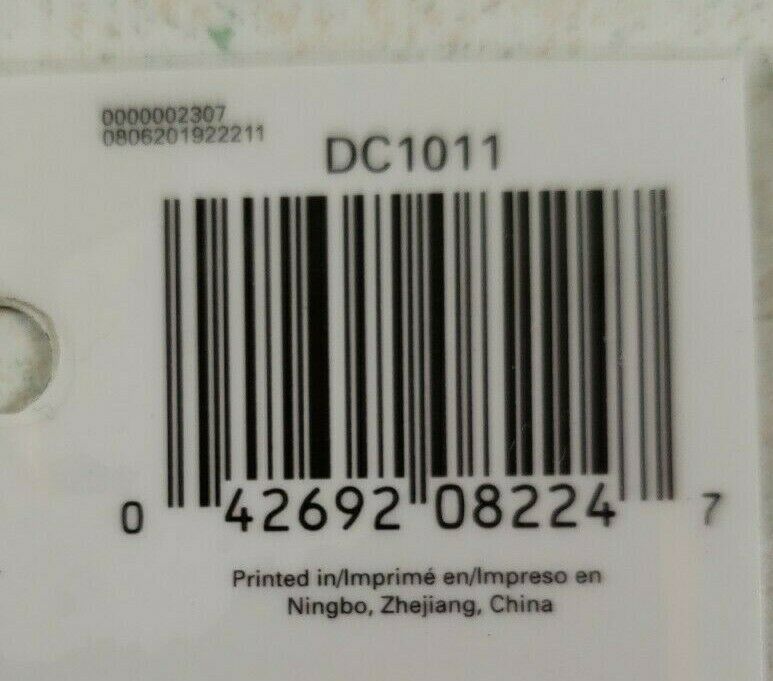 0000002307
0806201922211
DC1011
0 42692 08224 7
Printed in/Imprimé en/Impreso en
Ningbo, Zhejiang, China